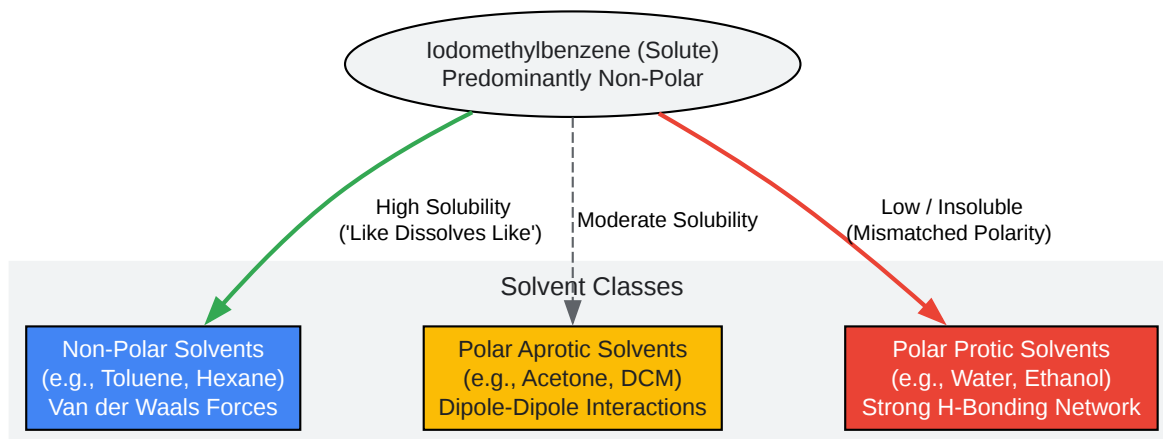 Iodomethylbenzene (Solute)
Predominantly Non-Polar
High Solubility
('Like Dissolves Like')
Moderate Solubility
Low / Insoluble
(Mismatched Polarity)
Solvent Classes
Non-Polar Solvents
(e.g., Toluene, Hexane)
Van der Waals Forces
Polar Aprotic Solvents
(e.g., Acetone, DCM)
Dipole-Dipole Interactions
Polar Protic Solvents
(e.g., Water, Ethanol)
Strong H-Bonding Network